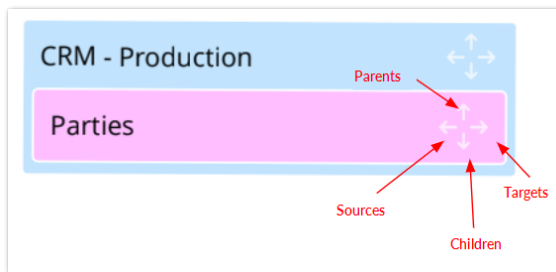 CRM - Production
Parents
Parties
Sources
Targets
Children